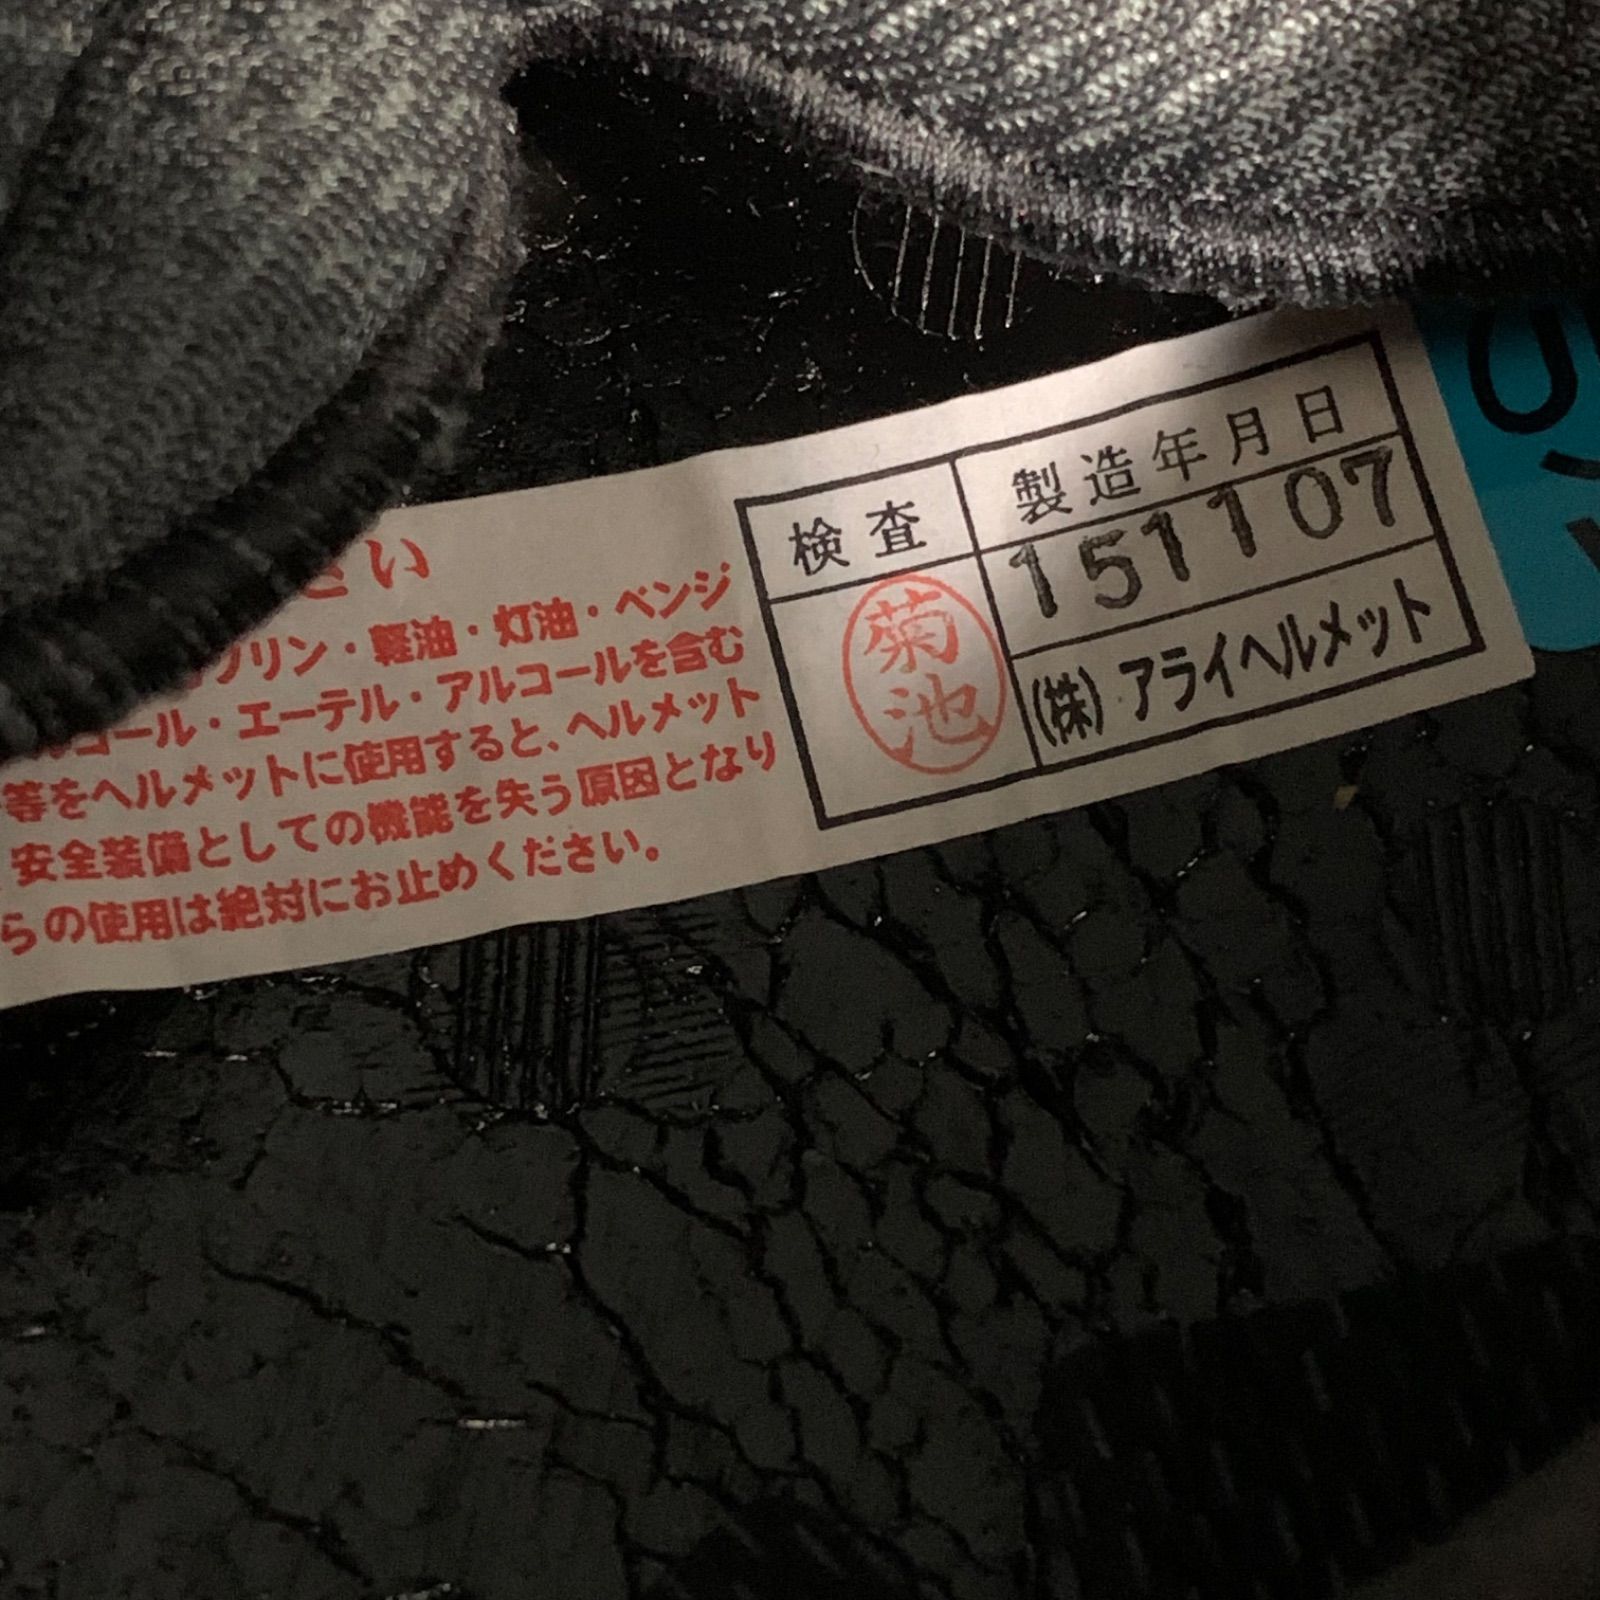 さい
ソリン・軽油・灯油・ベンジ
コール・エーテル・アルコールを含む
等をヘルメットに使用すると、ヘルメット
安全装備としての機能を失う原因となり
らの使用は絶対にお止めください。
検査
菊池
製造年月日
151107
(株)アライヘルメット